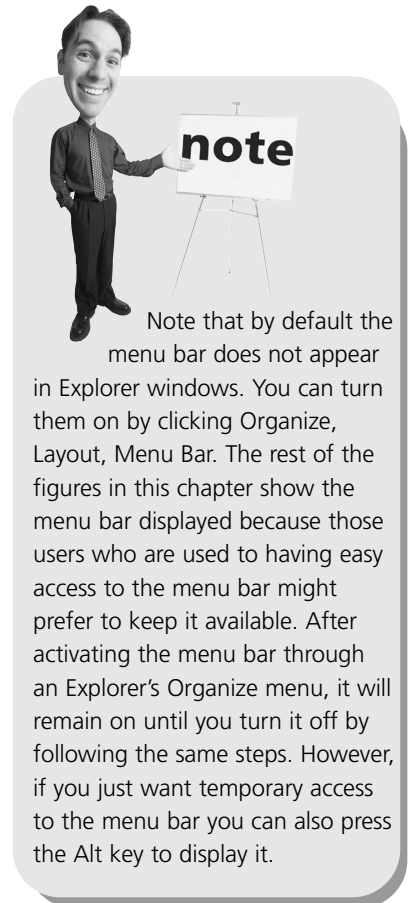 note
Note that by default the
menu bar does not appear
in Explorer windows. You can turn
them on by clicking Organize,
Layout, Menu Bar. The rest of the
figures in this chapter show the
menu bar displayed because those
users who are used to having easy
access to the menu bar might
prefer to keep it available. After
activating the menu bar through
an Explorer’s Organize menu, it will
remain on until you turn it off by
following the same steps. However,
if you just want temporary access
to the menu bar you can also press
the Alt key to display it.